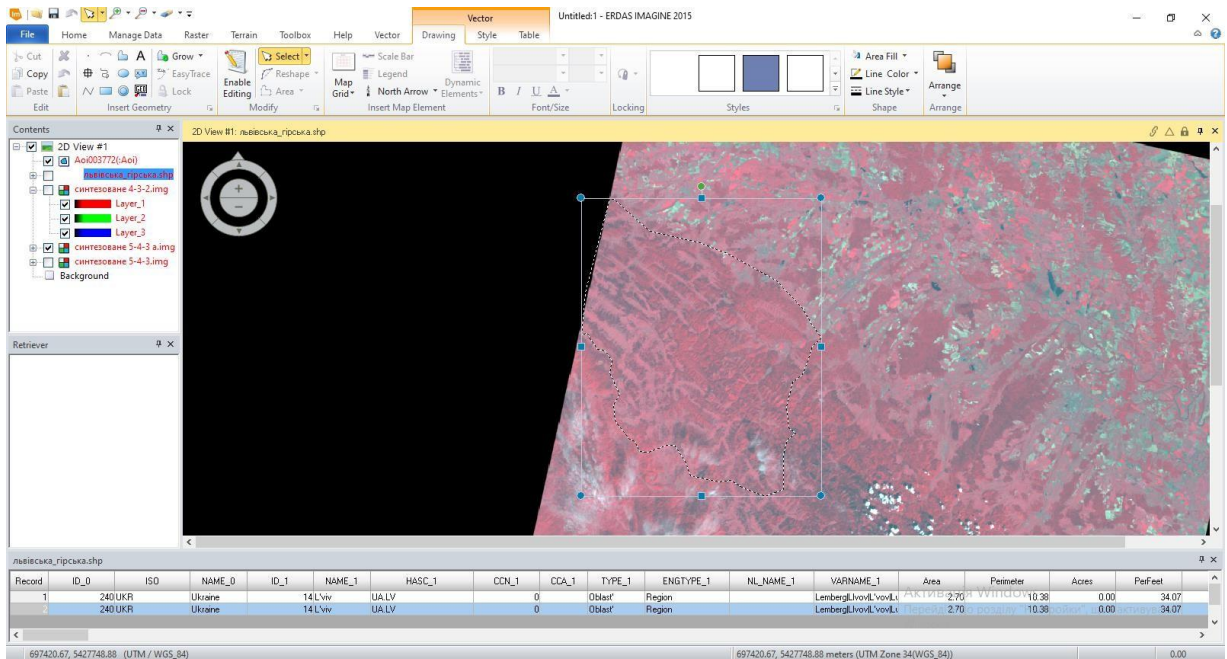 Untitled:1 - ERDAS IMAGINE 2015
Vector
File Home Manage Data Raster Terrain Toolbox Help Vector Drawing Style Table
Cut
Copy
Paste
Edit
A
Grow
EasyTrace
Lock
Insert Geometry
Enable Editing
Select
Reshape
Area
Modify
Map Grid
Scale Bar
Legend
North Arrow
Dynamic Elements
Insert Map Element
B I U A
Font/Size
Locking
Styles
Area Fill
Line Color
Line Style
Shape
Arrange
Arrange
Contents
2D View #1
Aoi003772(:Aoi)
львівська_гірська.shp
синтезоване 4-3-2.img
Layer_1
Layer_2
Layer_3
синтезоване 5-4-3 a.img
синтезоване 5-4-3.img
Background
Retriever
2D View #1: львівська_гірська.shp
львівська_гірська.shp
Record ID_0 ISO NAME_0 ID_1 NAME_1 HASC_1 CCN_1 CCA_1 TYPE_1 ENGTYPE_1 NL_NAME_1 VARNAME_1 Area Perimeter Acres PerFeet
1 240 UKR Ukraine 14 L'viv UA.LV 0 Oblast' Region Lemberg|Lvov|L'vov|L 2.70 10.38 0.00 34.07
2 240 UKR Ukraine 14 L'viv UA.LV 0 Oblast' Region Lemberg|Lvov|L'vov|L 2.70 10.38 0.00 34.07
697420.67, 5427748.88 (UTM / WGS_84)
697420.67, 5427748.88 meters (UTM Zone 34(WGS_84))
0.00